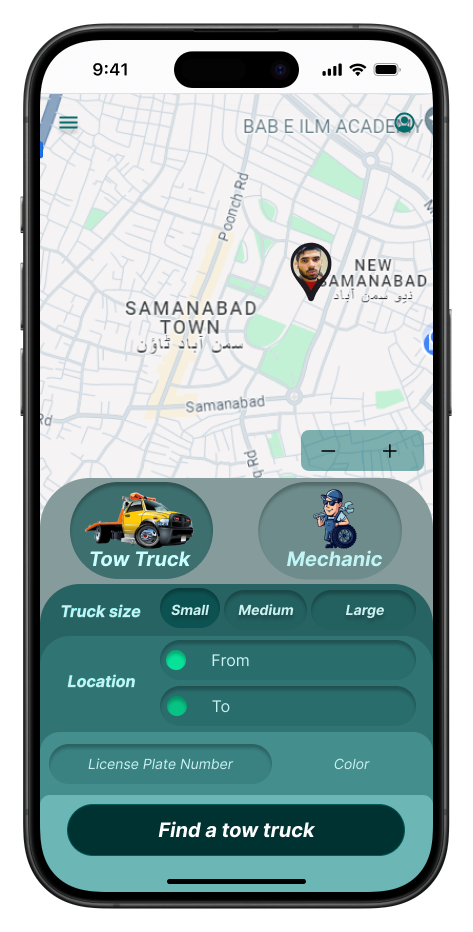 9:41
BAB E ILM ACADEMY
Poonch Rd
NEW
SAMANABAD
نیو سمن آباد
SAMANABAD
TOWN
سمن آباد ٹاؤن
Samanabad
Rd
Rd
Tow Truck
Mechanic
Truck size
Small
Medium
Large
Location
From
To
License Plate Number
Color
Find a tow truck